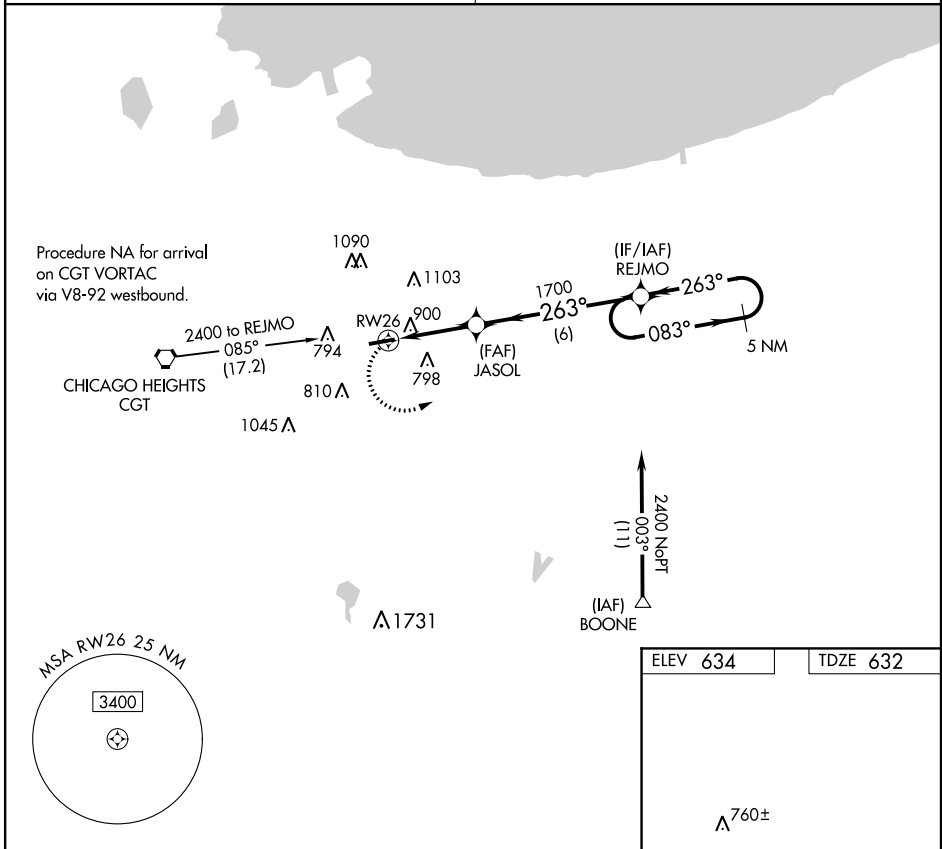 Procedure NA for arrival
on CGT VORTAC
via V8-92 westbound.
1090
1103
(IF/IAF)
REJMO
1700
263°
263°
(6)
083°
5 NM
RW26
900
(FAF)
JASOL
2400 to REJMO
085°
(17.2)
794
CHICAGO HEIGHTS
CGT
798
810
1045
2400 NoPT
003°
(11)
(IAF)
BOONE
1731
MSA RW26 25 NM
3400
ELEV 634
TDZE 632
760±